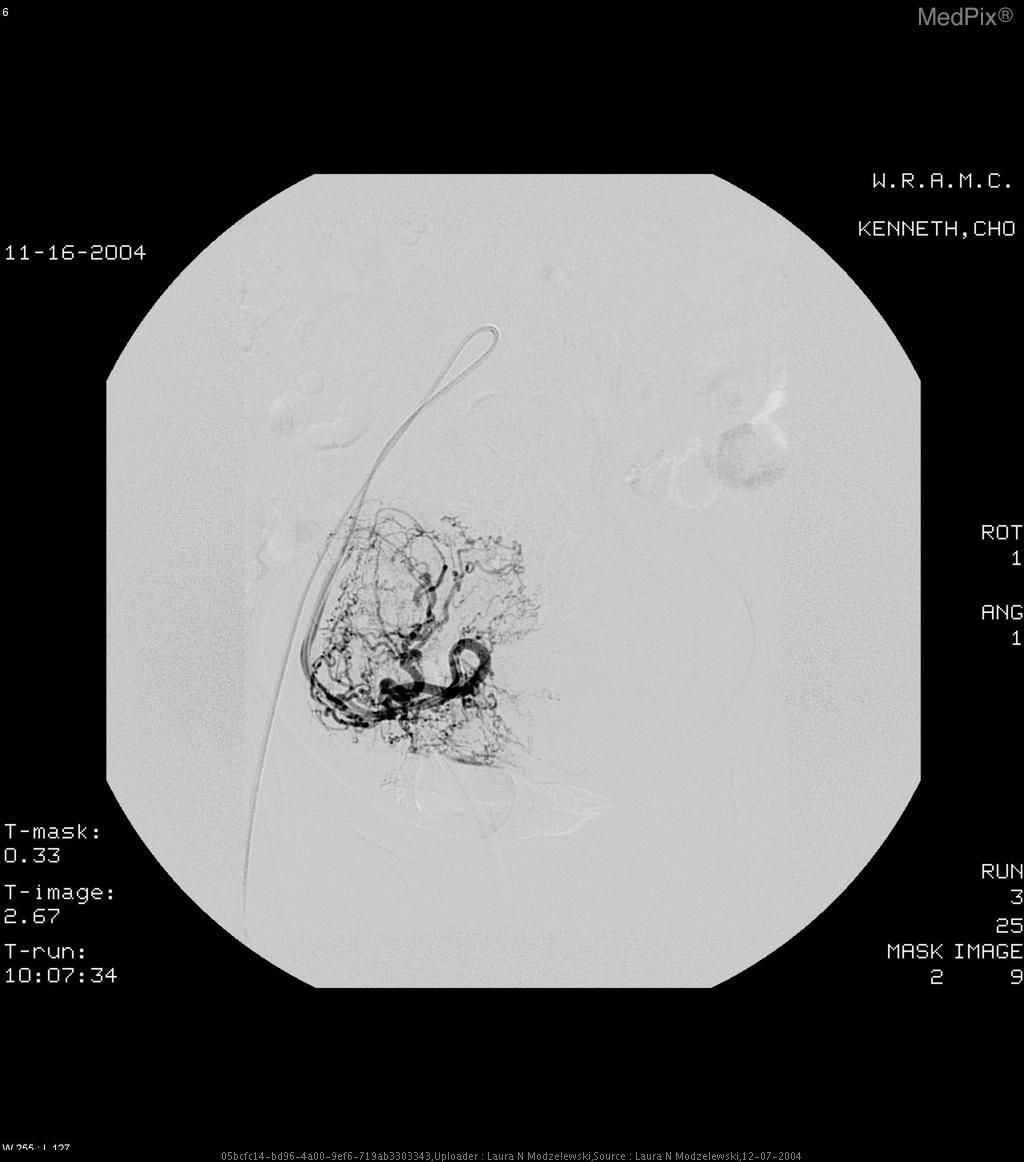 6
MedPix®
W.R.A.M.C.
KENNETH,CHO
11-16-2004
ROT
1
ANG
1
T-mask:
0.33
T-image:
2.67
T-run:
10:07:34
RUN
3
25
MASK IMAGE
2 9
W 255 : L 127
05bcfc14-bd96-4a00-9ef6-719ab3303343,Uploader : Laura N Modzelewski,Source : Laura N Modzelewski,12-07-2004